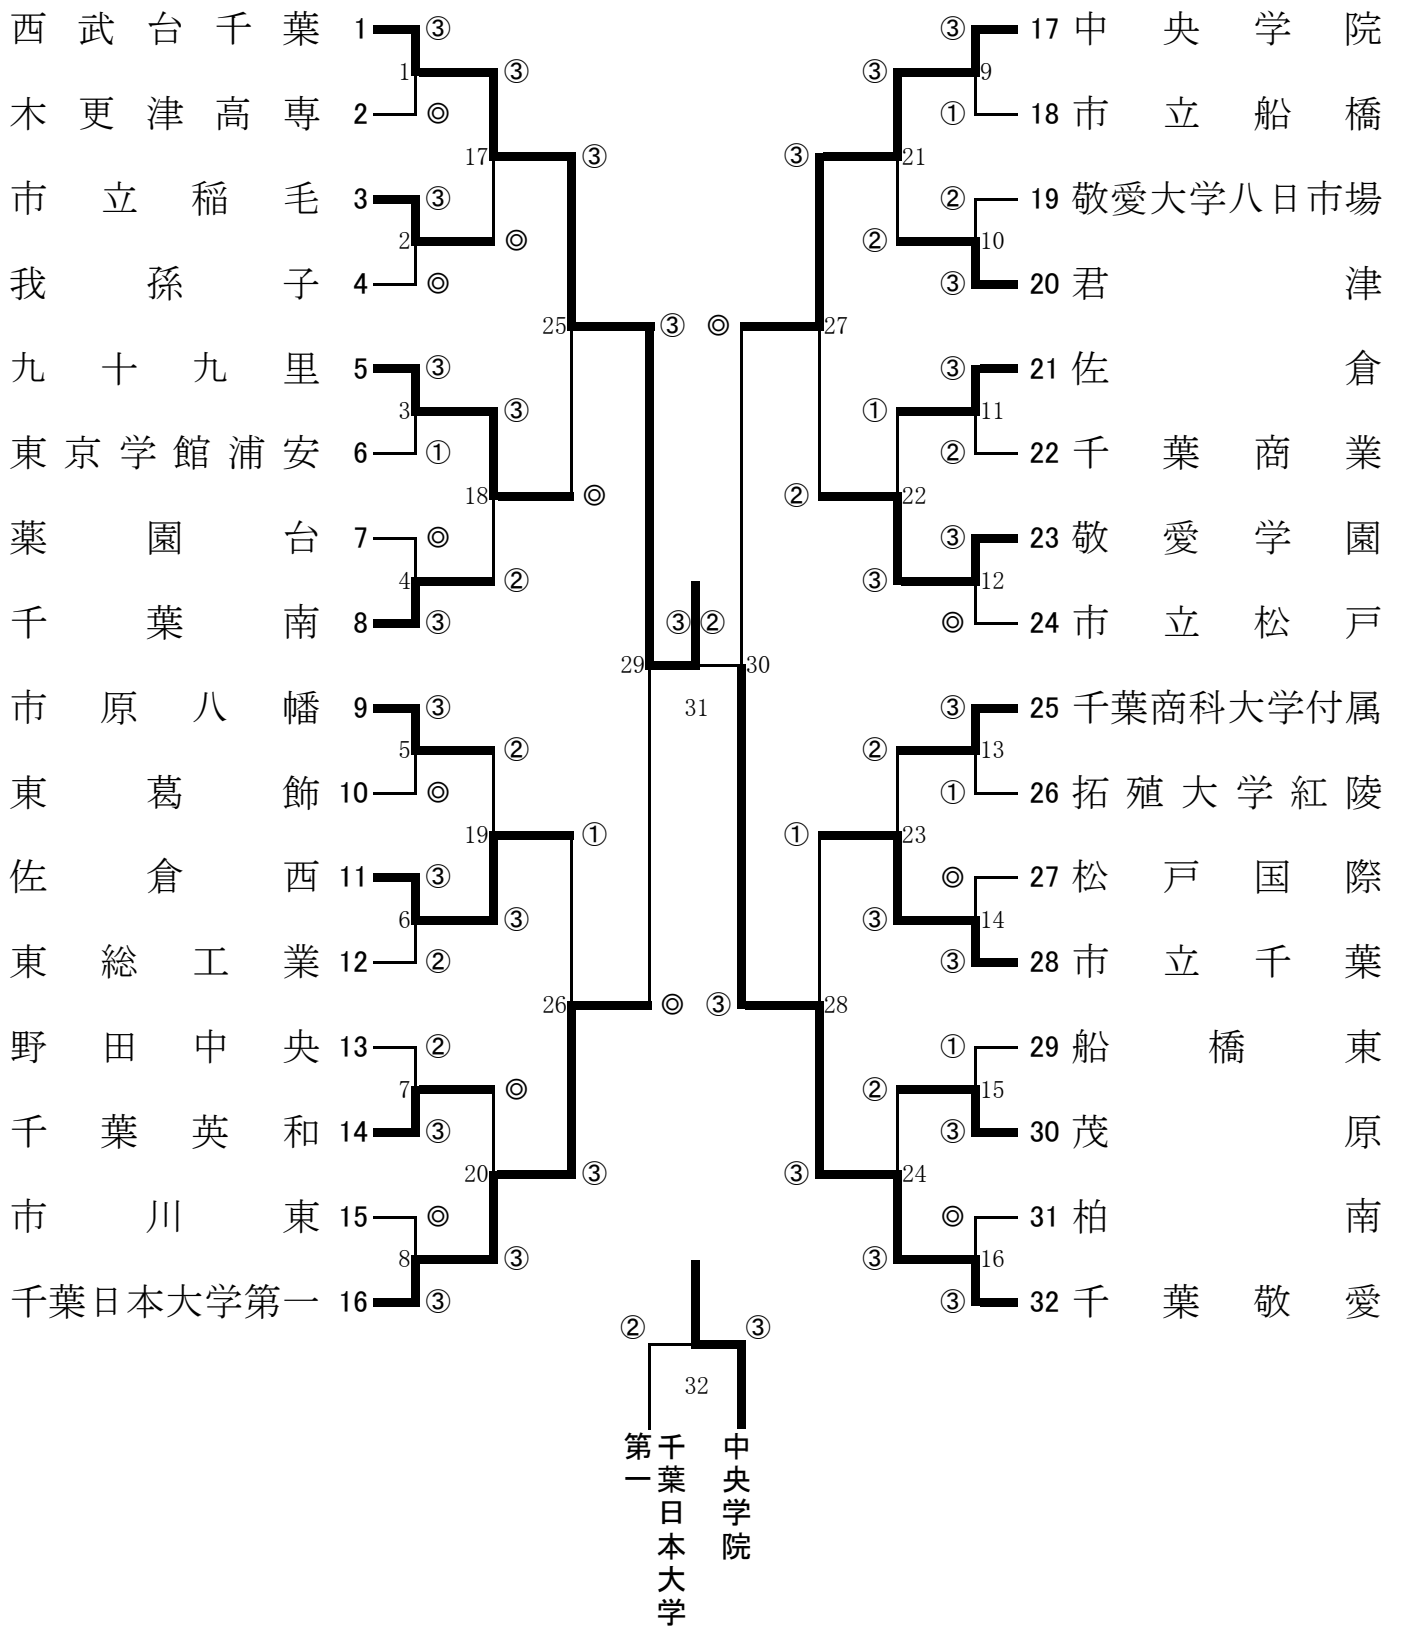 西武台千葉 1 ③ ③ 17 中央学院
1 ③ ③ 9
木更津高専 2 ◎ ① 18 市立船橋
17 ③ ③ 21
市立稲毛 3 ③ ② 19 敬愛大学八日市場
2 ◎ ② 10
我孫子 4 ◎ ③ 20 君津
25 ③ ◎ 27
九十九里 5 ③ ③ 21 佐倉
3 ③ ① 11
東京学館浦安 6 ① ② 22 千葉商業
18 ◎ ② 22
薬園台 7 ◎ ③ 23 敬愛学園
4 ② ③ 12
千葉南 8 ③ ③ ② ◎ 24 市立松戸
29 30
市原八幡 9 ③ 31 ③ 25 千葉商科大学付属
5 ② ② 13
東葛飾 10 ◎ ① 26 拓殖大学紅陵
19 ① ① 23
佐倉西 11 ③ ◎ 27 松戸国際
6 ③ ③ 14
東総工業 12 ② ③ 28 市立千葉
26 ◎ ③ 28
野田中央 13 ② ① 29 船橋東
7 ◎ ② 15
千葉英和 14 ③ ③ 30 茂原
20 ③ ③ 24
市川東 15 ◎ ◎ 31 柏南
8 ③ ③ 16
千葉日本大学第一 16 ③ ③ 32 千葉敬愛
② ③
32
千葉日本大学
第一
中央学院